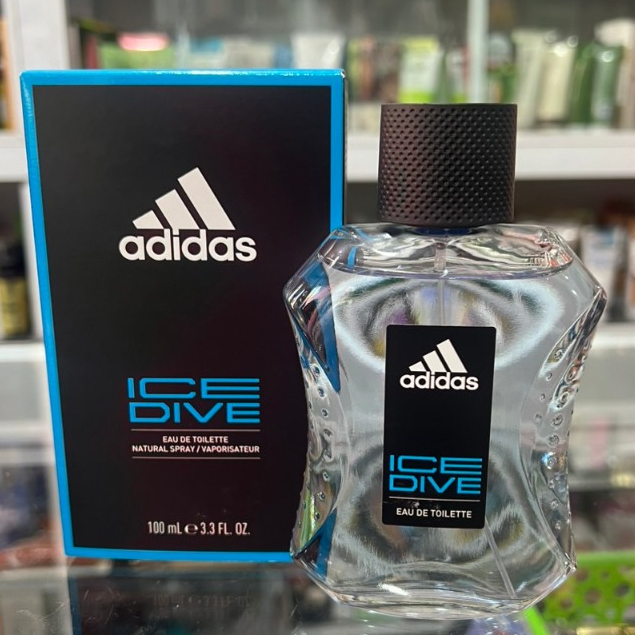 adidas
ICE
DIVE
EAU DE TOILETTE
NATURAL SPRAY / VAPORISATEUR
100 mL ℮ 3.3 FL. OZ.
adidas
ICE
DIVE
EAU DE TOILETTE